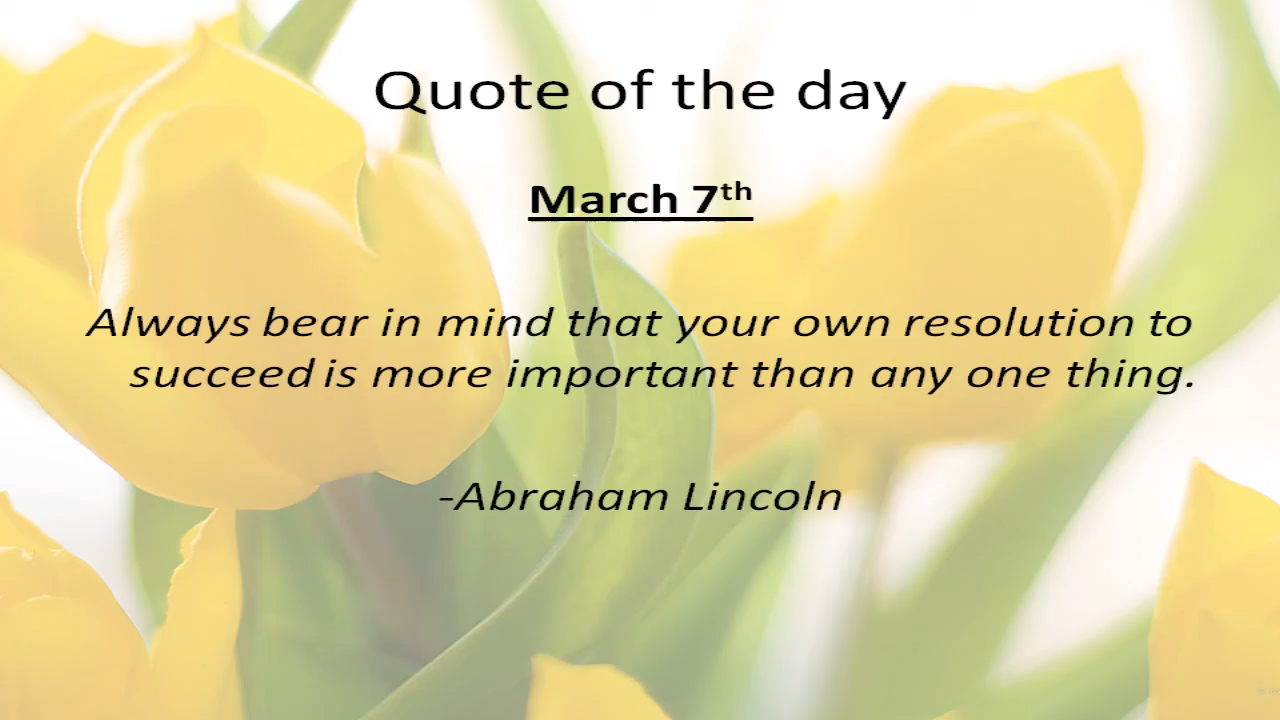 Quote of the day
March 7th
Always bear in mind that your own resolution to
succeed is more important than any one thing.
-Abraham Lincoln